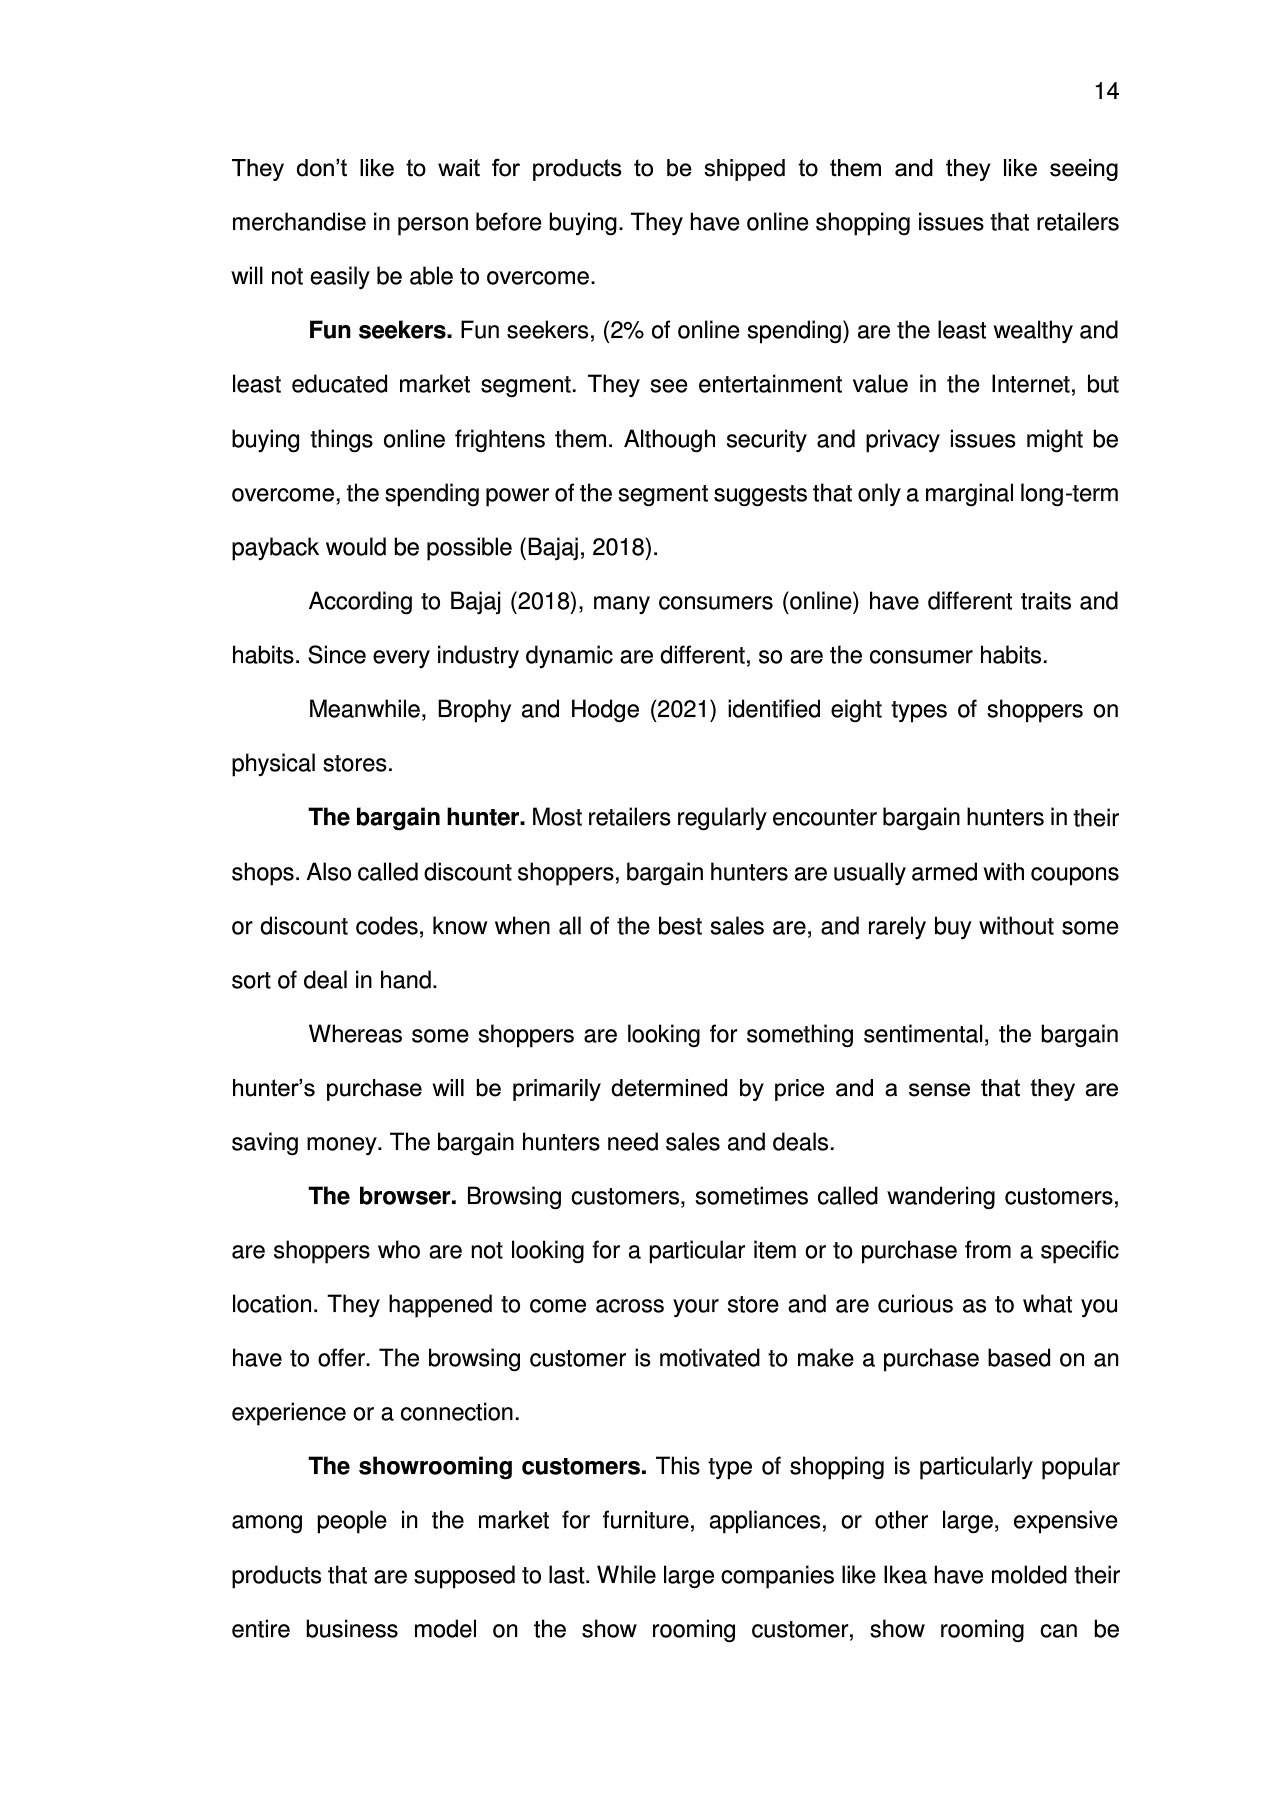 14
They don’t like to wait for products to be shipped to them and they like seeing
merchandise in person before buying. They have online shopping issues that retailers
will not easily be able to overcome.
Fun seekers. Fun seekers, (2% of online spending) are the least wealthy and
least educated market segment. They see entertainment value in the Internet, but
buying things online frightens them. Although security and privacy issues might be
overcome, the spending power of the segment suggests that only a marginal long-term
payback would be possible (Bajaj, 2018).
According to Bajaj (2018), many consumers (online) have different traits and
habits. Since every industry dynamic are different, so are the consumer habits.
Meanwhile, Brophy and Hodge (2021) identified eight types of shoppers on
physical stores.
The bargain hunter. Most retailers regularly encounter bargain hunters in their
shops. Also called discount shoppers, bargain hunters are usually armed with coupons
or discount codes, know when all of the best sales are, and rarely buy without some
sort of deal in hand.
Whereas some shoppers are looking for something sentimental, the bargain
hunter’s purchase will be primarily determined by price and a sense that they are
saving money. The bargain hunters need sales and deals.
The browser. Browsing customers, sometimes called wandering customers,
are shoppers who are not looking for a particular item or to purchase from a specific
location. They happened to come across your store and are curious as to what you
have to offer. The browsing customer is motivated to make a purchase based on an
experience or a connection.
The showrooming customers. This type of shopping is particularly popular
among people in the market for furniture, appliances, or other large, expensive
products that are supposed to last. While large companies like Ikea have molded their
entire business model on the show rooming customer, show rooming can be